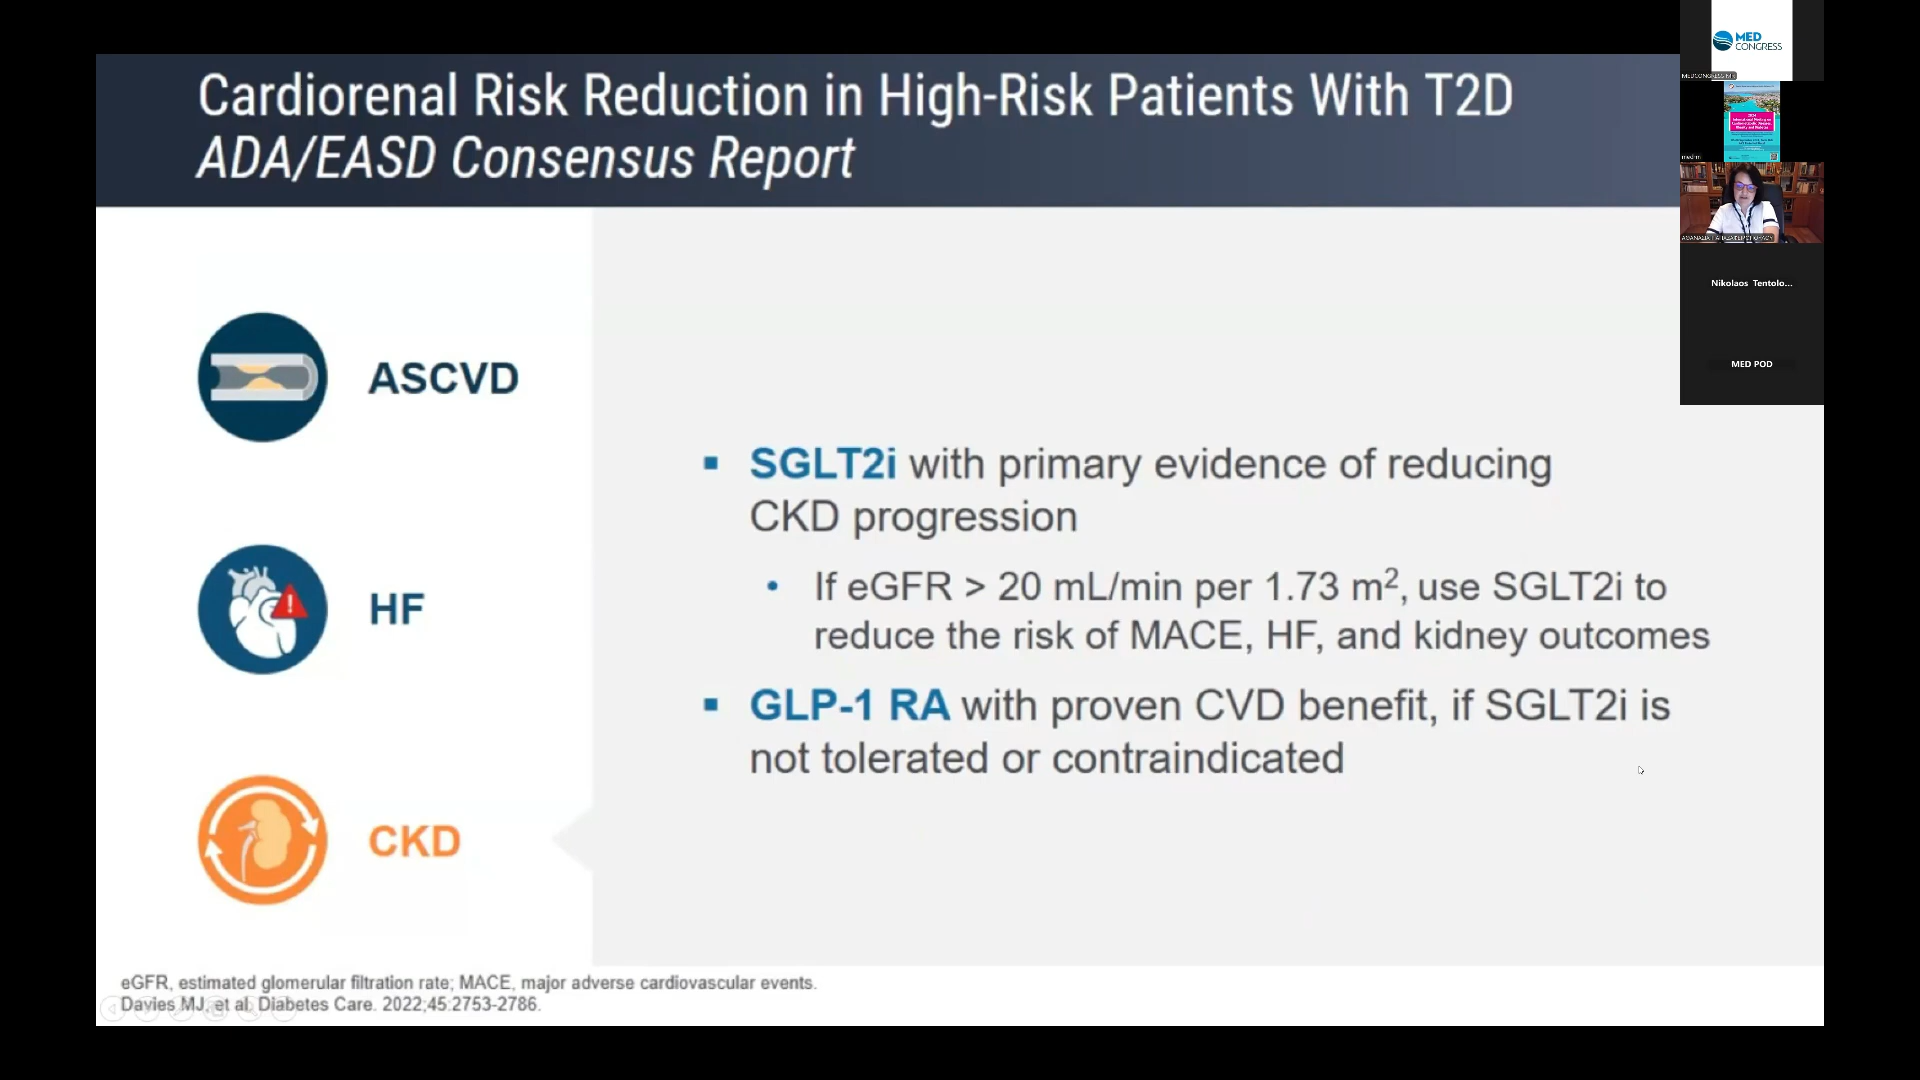 Cardiorenal Risk Reduction in High-Risk Patients With T2D
ADA/EASD Consensus Report
ASCVD
HF
CKD
SGLT2i with primary evidence of reducing
CKD progression
If eGFR > 20 mL/min per 1.73 m², use SGLT2i to
reduce the risk of MACE, HF, and kidney outcomes
GLP-1 RA with proven CVD benefit, if SGLT2i is
not tolerated or contraindicated
eGFR, estimated glomerular filtration rate; MACE, major adverse cardiovascular events.
Davies MJ, et al. Diabetes Care. 2022;45:2753-2786.
MED
CONGRESS
Nikolaos Tentolo...
MED POD